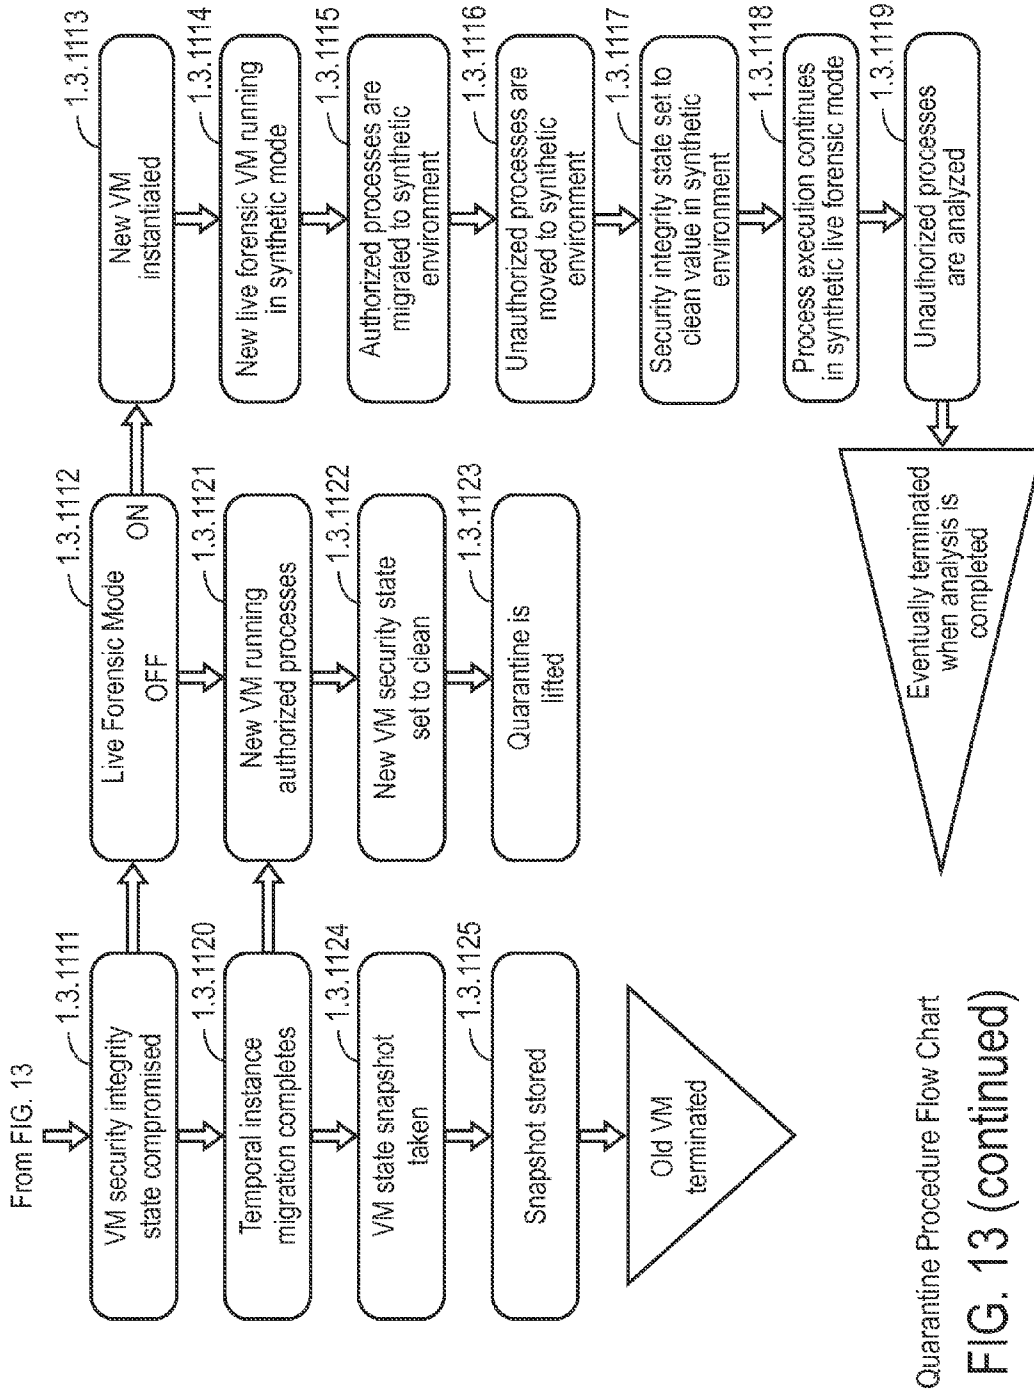 From FIG. 13
1.3.1111
VM security integrity
state compromised
1.3.1120
Temporal instance
migration completes
1.3.1124
VM state snapshot
taken
1.3.1125
Snapshot stored
Old VM
terminated
1.3.1112
Live Forensic Mode
OFF
ON
1.3.1121
New VM running
authorized processes
1.3.1122
New VM security state
set to clean
1.3.1123
Quarantine is
lifted
1.3.1113
New VM
instantiated
1.3.1114
New live forensic VM running
in synthetic mode
1.3.1115
Authorized processes are
migrated to synthetic
environment
1.3.1116
Unauthorized processes are
moved to synthetic
environment
1.3.1117
Security integrity state set to
clean value in synthetic
environment
1.3.1118
Process execution continues
in synthetic live forensic mode
1.3.1119
Unauthorized processes
are analyzed
Eventually terminated
when analysis is
completed
Quarantine Procedure Flow Chart
FIG. 13 (continued)